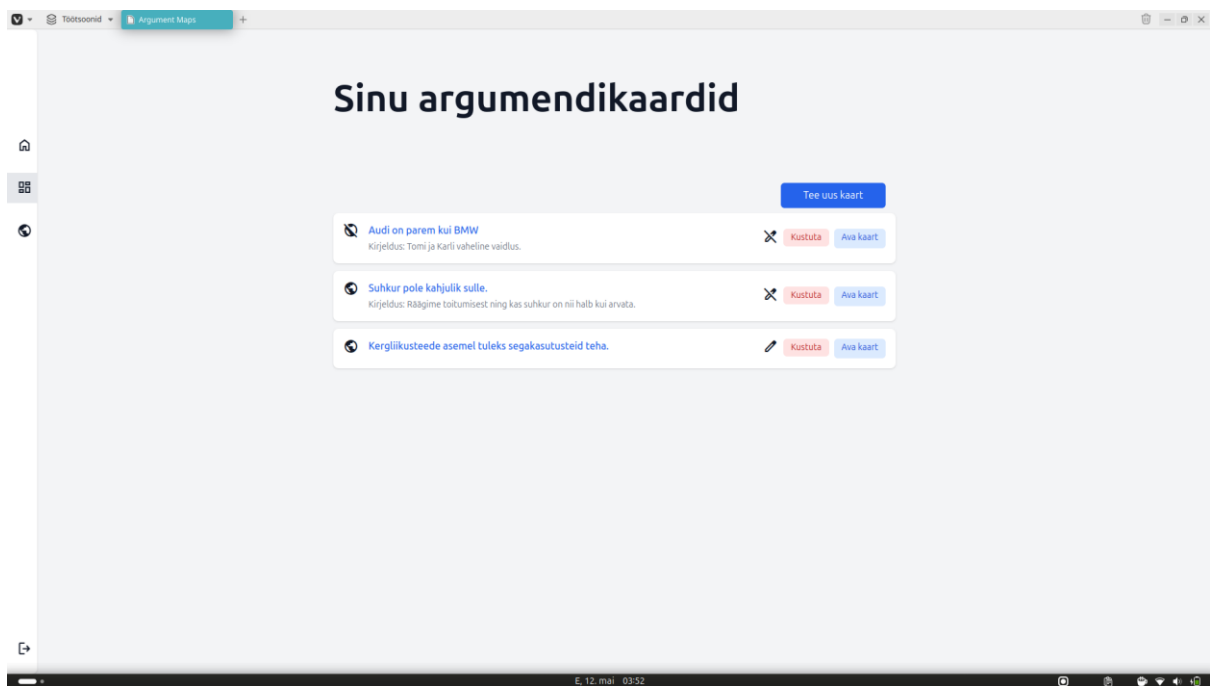 Töötsoonid
Argument Maps
Sinu argumendikaardid
Tee uus kaart
Audi on parem kui BMW
Kirjeldus: Tomi ja Karli vaheline vaidlus.
Kustuta
Ava kaart
Suhkur pole kahjulik sulle.
Kirjeldus: Räägime toitumisest ning kas suhkur on nii halb kui arvata.
Kustuta
Ava kaart
Kergliikusteede asemel tuleks segakasutusteid teha.
Kustuta
Ava kaart
E, 12. mai 03:52